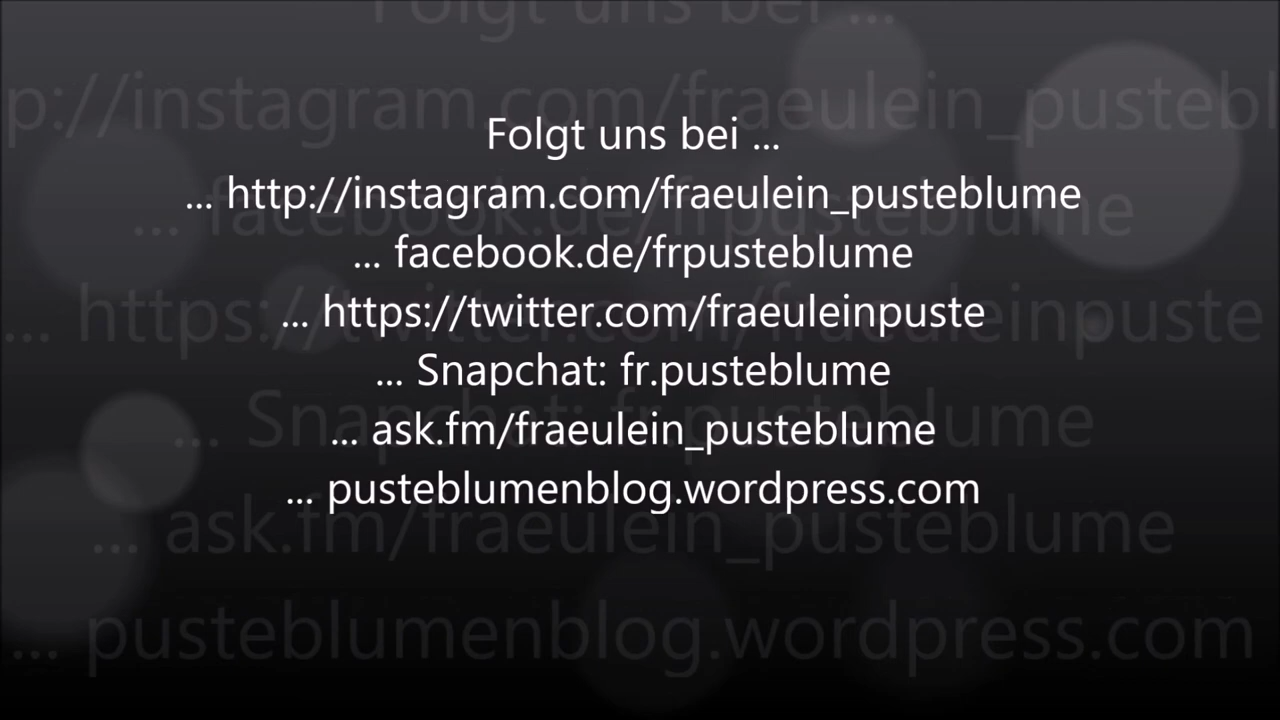 Folgt uns bei ...
... http://instagram.com/fraeulein_pusteblume
... facebook.de/frpusteblume
... https://twitter.com/fraeuleinpuste
... Snapchat: fr.pusteblume
... ask.fm/fraeulein_pusteblume
... pusteblumenblog.wordpress.com